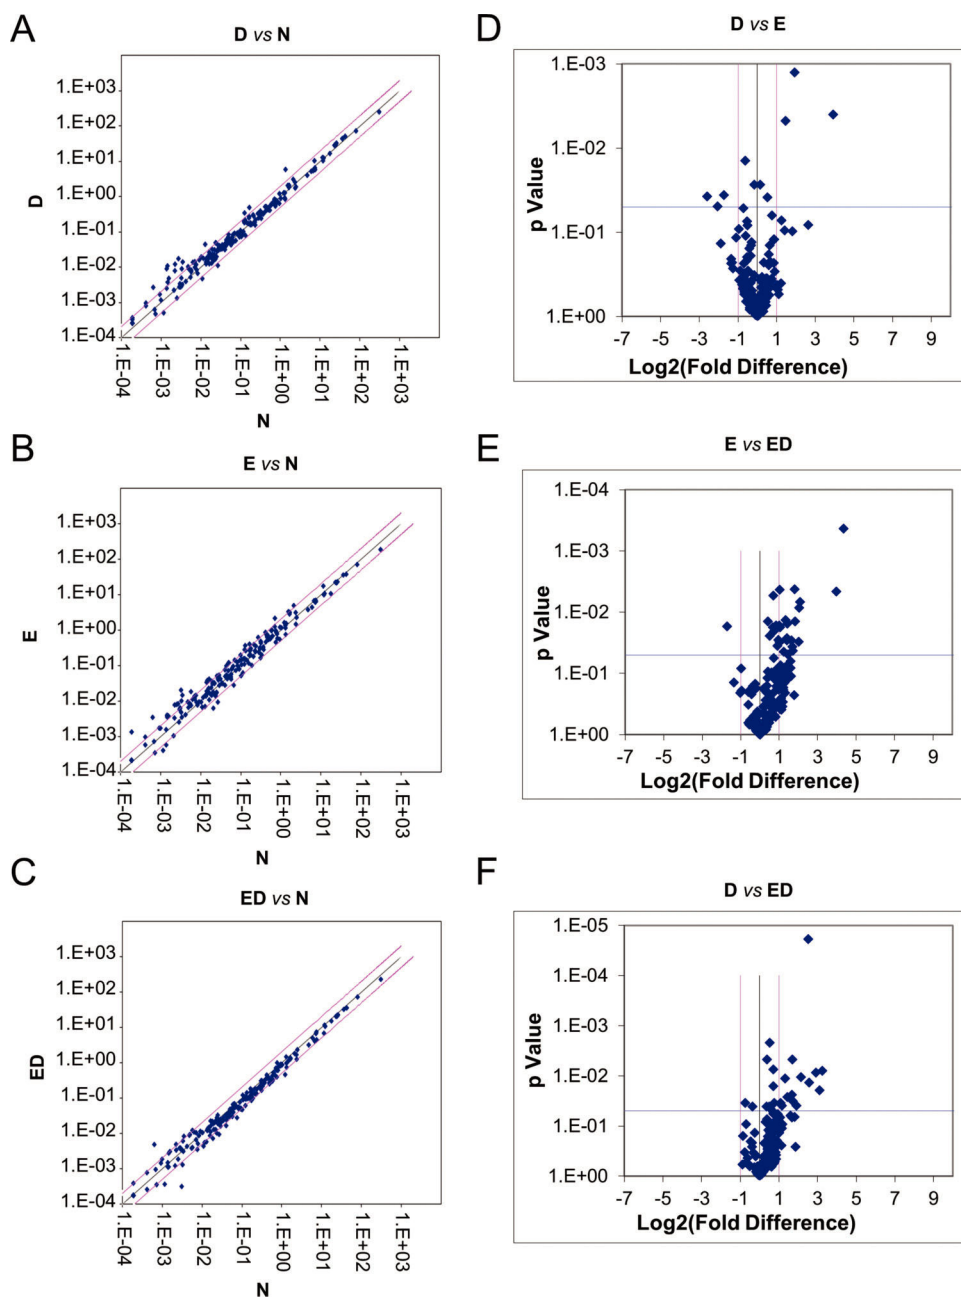 A
D vs N
1.E+03
1.E+02
1.E+01
1.E+00
1.E-01
1.E-02
1.E-03
1.E-04
D
1.E-04
1.E-03
1.E-02
1.E-01
1.E+00
1.E+01
1.E+02
1.E+03
N
B
E vs N
1.E+03
1.E+02
1.E+01
1.E+00
1.E-01
1.E-02
1.E-03
1.E-04
E
1.E-04
1.E-03
1.E-02
1.E-01
1.E+00
1.E+01
1.E+02
1.E+03
N
C
ED vs N
1.E+03
1.E+02
1.E+01
1.E+00
1.E-01
1.E-02
1.E-03
1.E-04
ED
1.E-04
1.E-03
1.E-02
1.E-01
1.E+00
1.E+01
1.E+02
1.E+03
N
D
D vs E
1.E-03
1.E-02
1.E-01
1.E+00
p Value
-7 -5 -3 -1 1 3 5 7 9
Log2(Fold Difference)
E
E vs ED
1.E-04
1.E-03
1.E-02
1.E-01
1.E+00
p Value
-7 -5 -3 -1 1 3 5 7 9
Log2(Fold Difference)
F
D vs ED
1.E-05
1.E-04
1.E-03
1.E-02
1.E-01
1.E+00
p Value
-7 -5 -3 -1 1 3 5 7 9
Log2(Fold Difference)